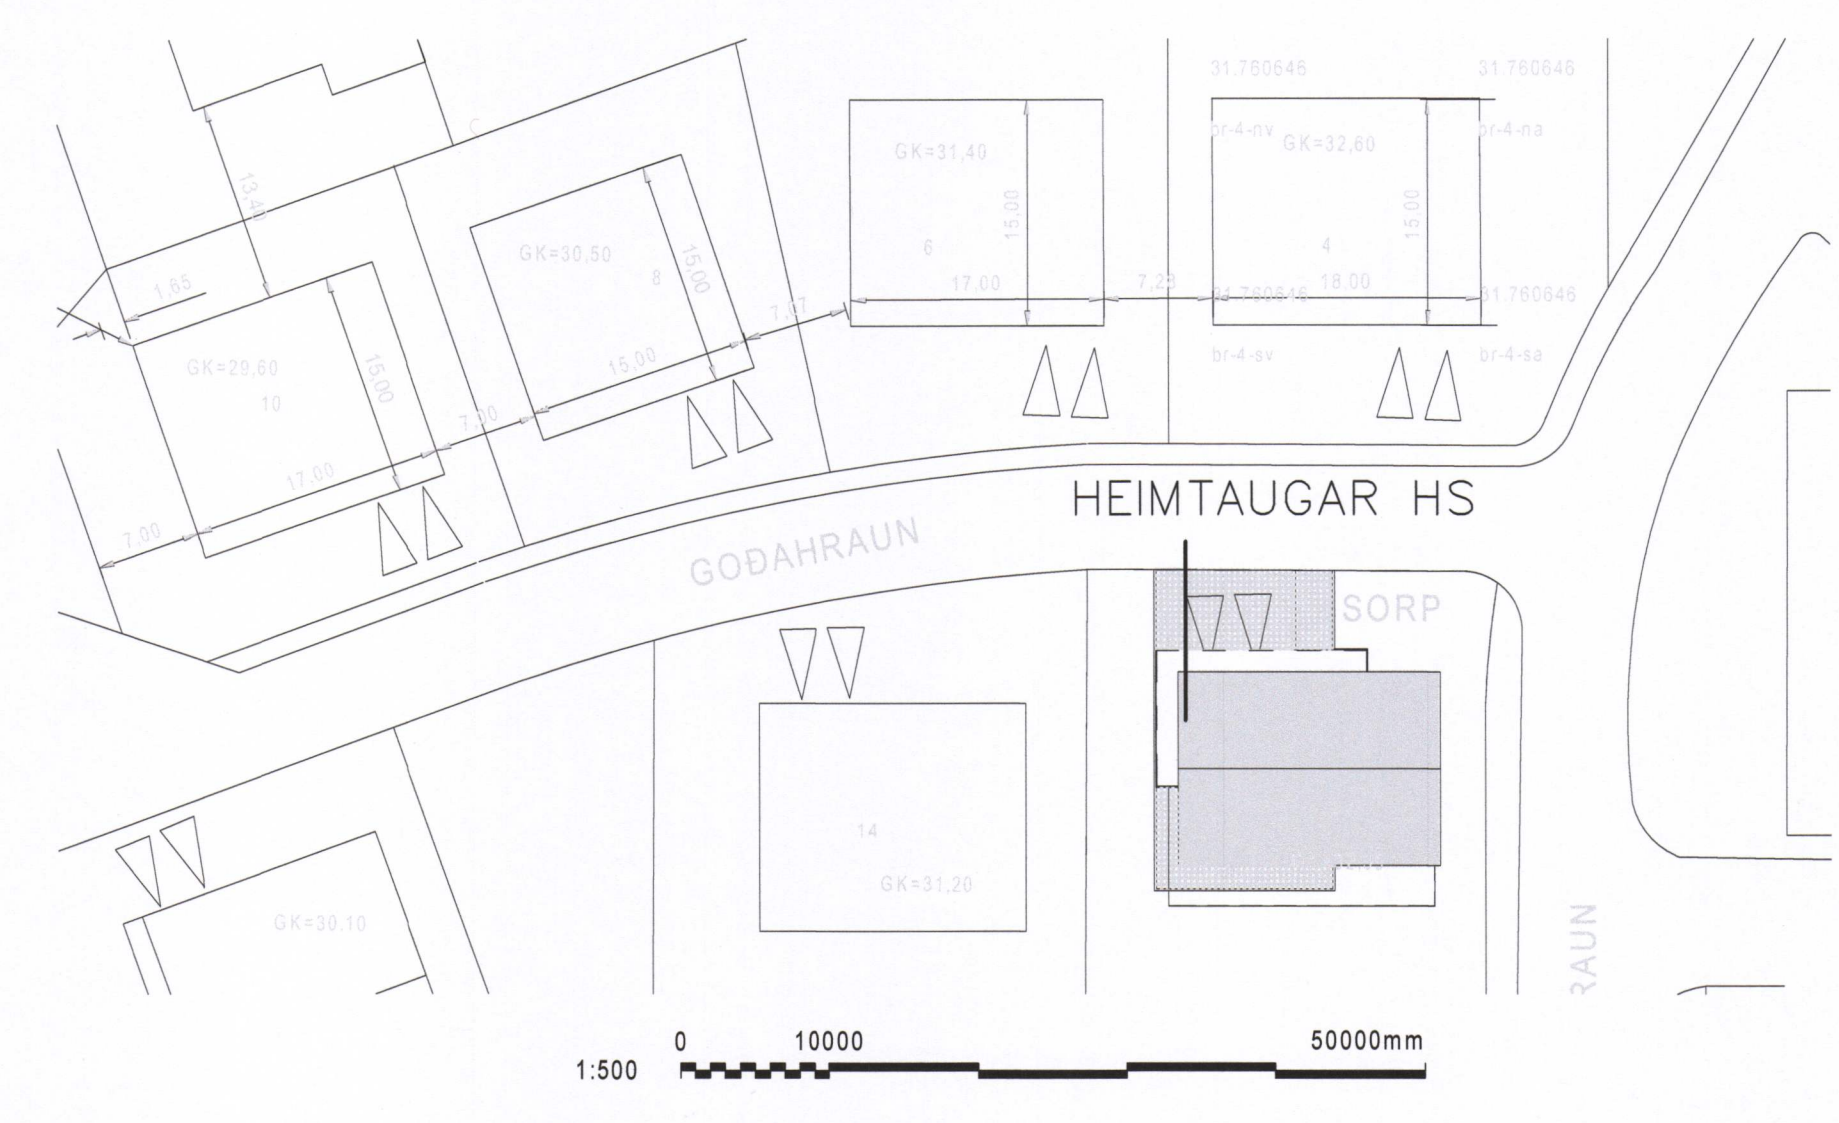 31.760646
31.760646
br-4-nv
br-4-na
GK=31,40
GK=32,60
13,40
15,00
15,00
GK=30,50
6
4
8
15,00
1,65
17,00
7,23
31.760646
18,00
31.760646
7,07
br-4-sv
br-4-sa
GK=29,60
15,00
10
15,00
7,00
17,00
7,00
HEIMTAUGAR HS
GOÐAHRAUN
SORP
14
GK=31,20
GK=30,10
RAUN
0
10000
50000mm
1:500